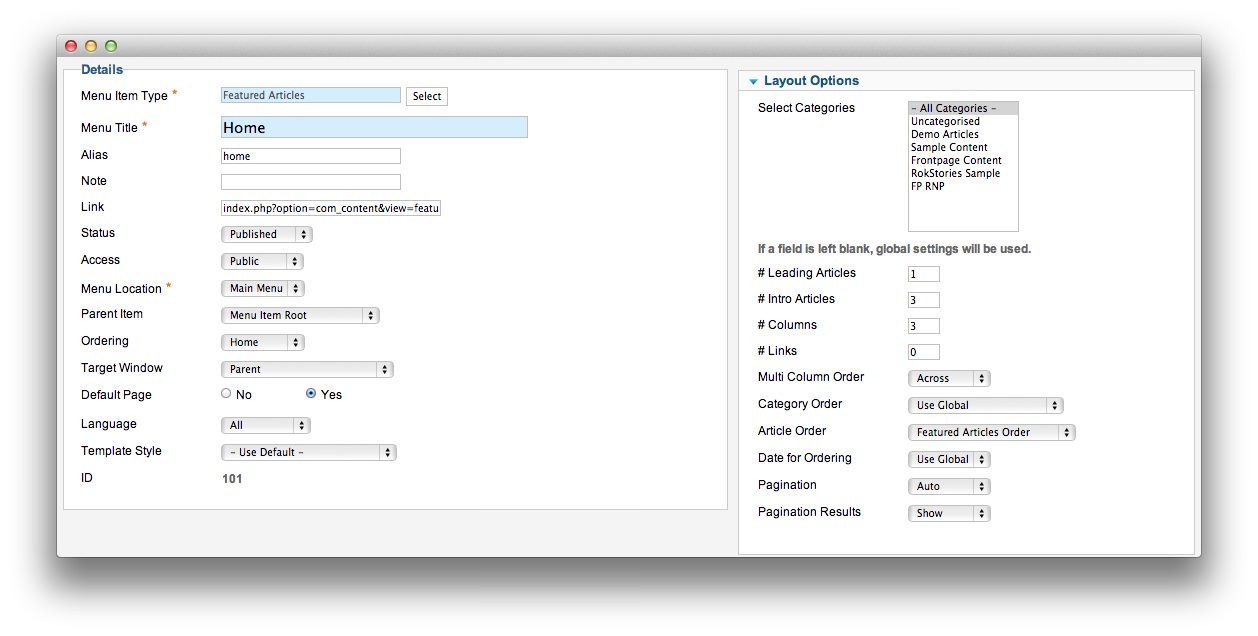 Details
Menu Item Type *
Featured Articles
Select
Menu Title *
Home
Alias
home
Note
Link
index.php?option=com_content&view=featu
Status
Published
Access
Public
Menu Location *
Main Menu
Parent Item
Menu Item Root
Ordering
Home
Target Window
Parent
Default Page
No
Yes
Language
All
Template Style
- Use Default -
ID
101
Layout Options
Select Categories
- All Categories -
Uncategorised
Demo Articles
Sample Content
Frontpage Content
RokStories Sample
FP RNP
If a field is left blank, global settings will be used.
# Leading Articles
1
# Intro Articles
3
# Columns
3
# Links
0
Multi Column Order
Across
Category Order
Use Global
Article Order
Featured Articles Order
Date for Ordering
Use Global
Pagination
Auto
Pagination Results
Show